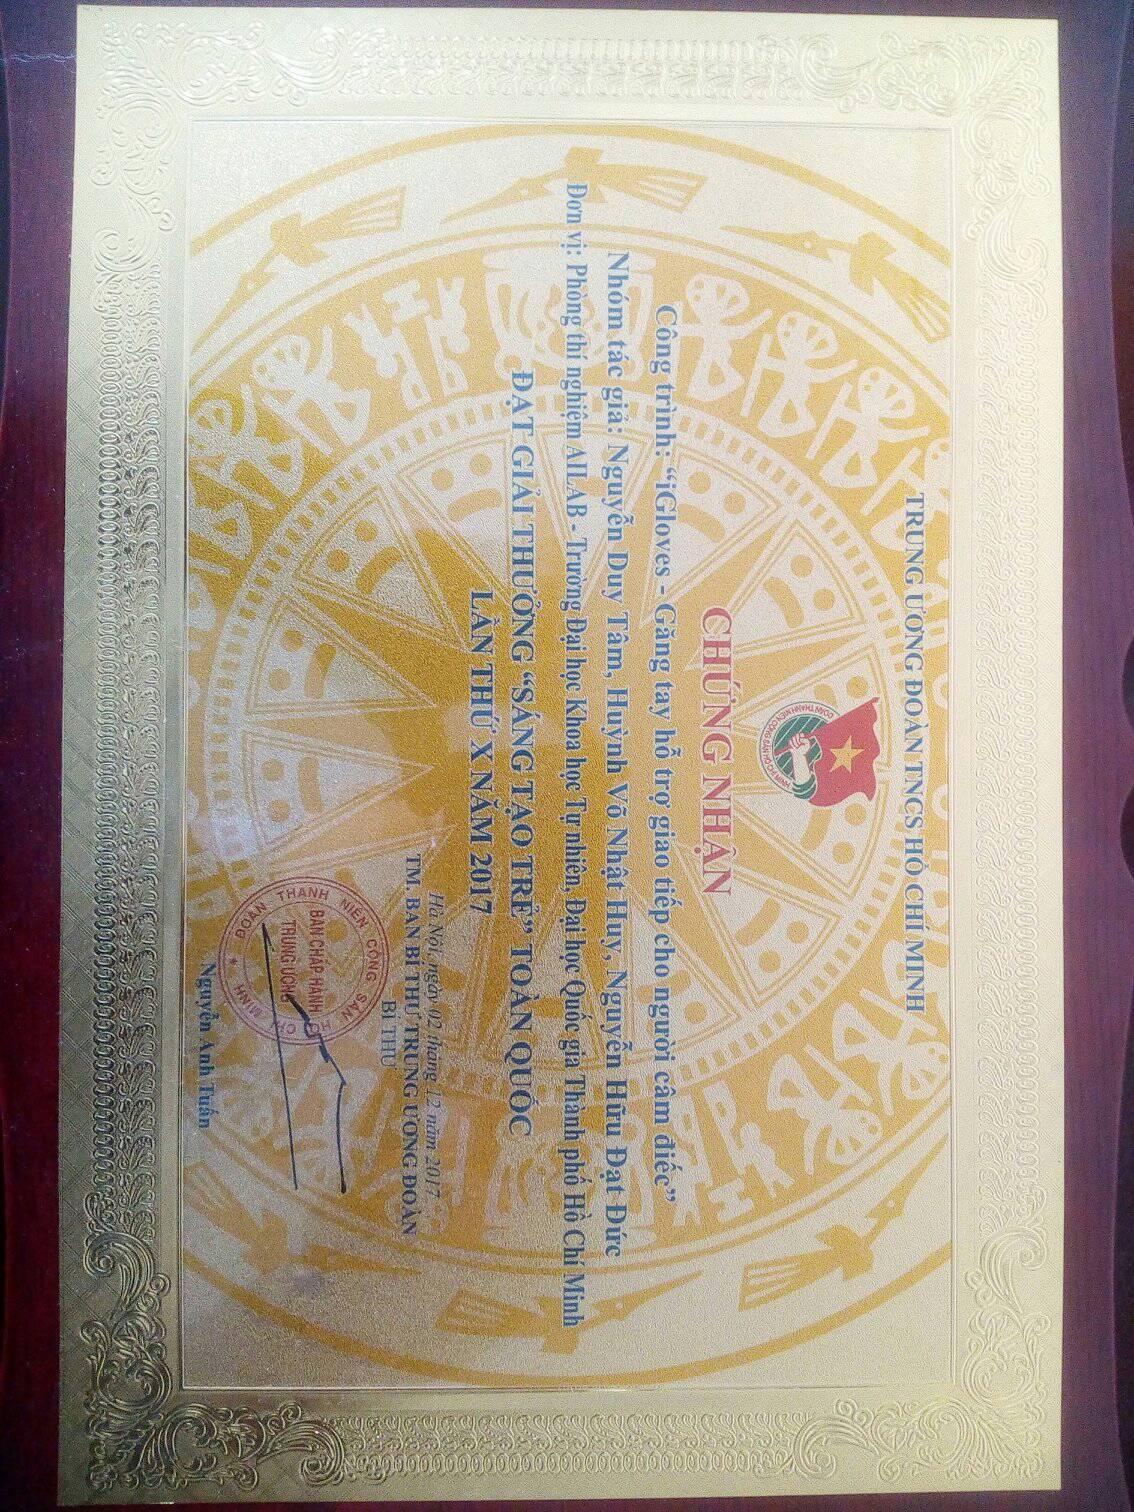 TRUNG ƯƠNG ĐOÀN TNCS HỒ CHÍ MINH
ĐOÀN THANH NIÊN CỘNG SẢN HỒ CHÍ MINH
CHỨNG NHẬN
Công trình: “iGloves - Găng tay hỗ trợ giao tiếp cho người câm điếc”
Nhóm tác giả: Nguyễn Duy Tâm, Huỳnh Võ Nhật Huy, Nguyễn Hữu Đạt Đức
Đơn vị: Phòng thí nghiệm AILAB - Trường Đại học Khoa học Tự nhiên, Đại học Quốc gia Thành phố Hồ Chí Minh
ĐẠT GIẢI THƯỞNG “SÁNG TẠO TRẺ” TOÀN QUỐC
LẦN THỨ X NĂM 2017
Hà Nội, ngày 02 tháng 12 năm 2017
TM. BAN BÍ THƯ TRUNG ƯƠNG ĐOÀN
BÍ THƯ
ĐOÀN THANH NIÊN CỘNG SẢN HỒ CHÍ MINH
BAN CHẤP HÀNH
TRUNG ƯƠNG
Nguyễn Anh Tuấn